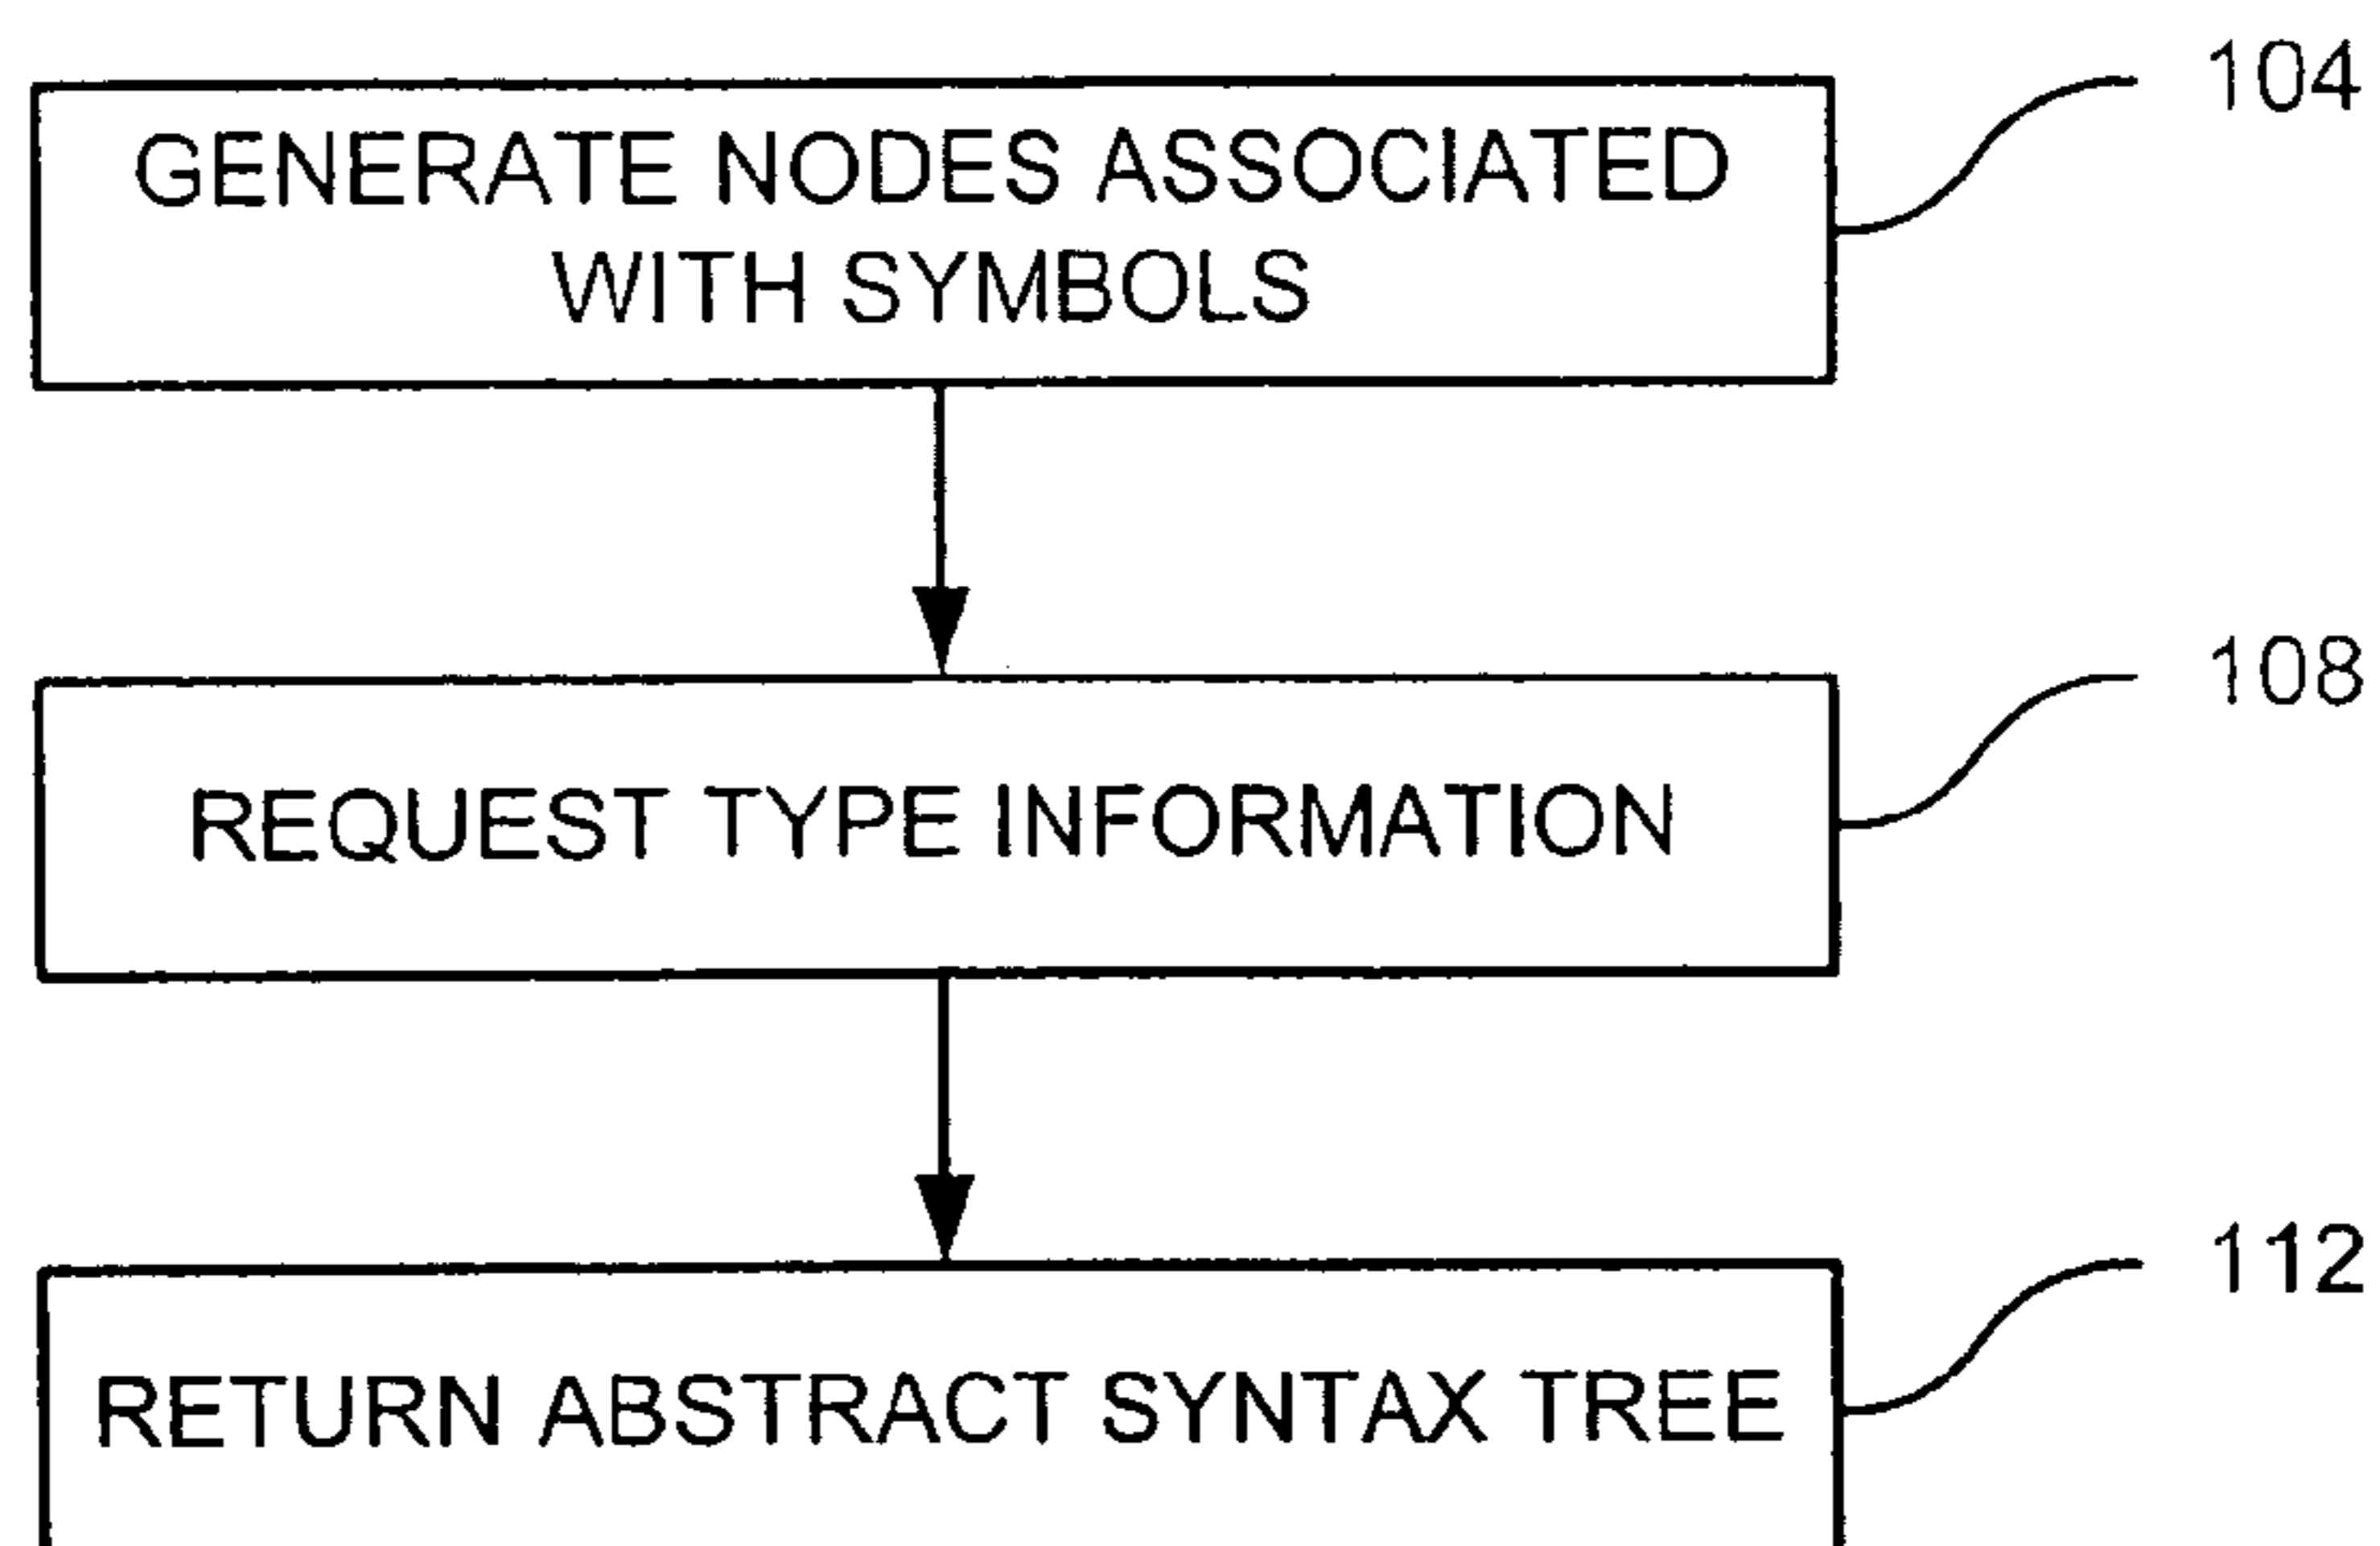 104
GENERATE NODES ASSOCIATED
WITH SYMBOLS
108
REQUEST TYPE INFORMATION
112
RETURN ABSTRACT SYNTAX TREE